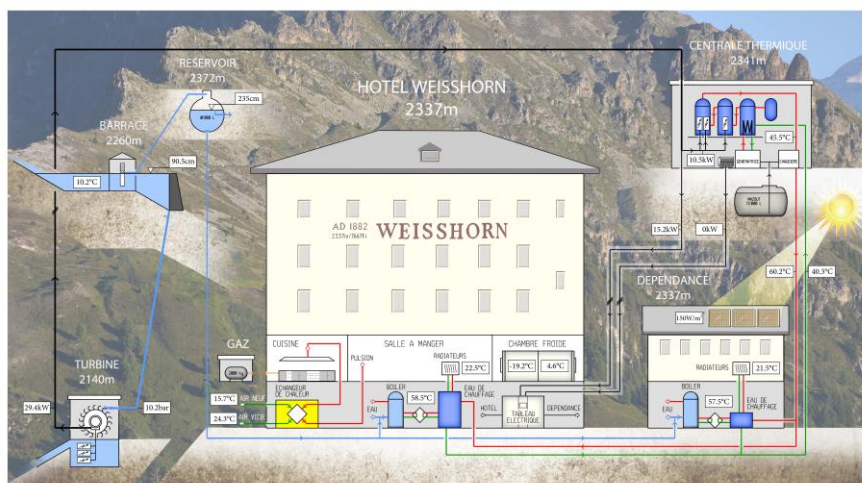 RESERVOIR
2372m
235cm
HOTEL WEISSHORN
2337m
CENTRALE THERMIQUE
2341m
BARRAGE
2260m
90.5cm
10.2°C
45.5°C
10.5kW
GENERATRICE
CHAUDIERE
MAZOUT
AD 1882
WEISSHORN
15.2kW
0kW
60.2°C
40.3°C
DEPENDANCE
2337m
150W/m²
TURBINE
2140m
29.4kW
10.2bar
GAZ
CUISINE
SALLE A MANGER
CHAMBRE FROIDE
PULSION
RADIATEURS
22.5°C
-19.2°C
4.6°C
RADIATEURS
21.5°C
ECHANGEUR
DE CHALEUR
15.7°C
AIR NEUF
24.3°C
AIR VICIE
EAU
BOILER
58.5°C
EAU DE
CHAUFFAGE
HOTEL
TABLEAU
ELECTRIQUE
DEPENDANCE
EAU
BOILER
57.5°C
EAU DE
CHAUFFAGE